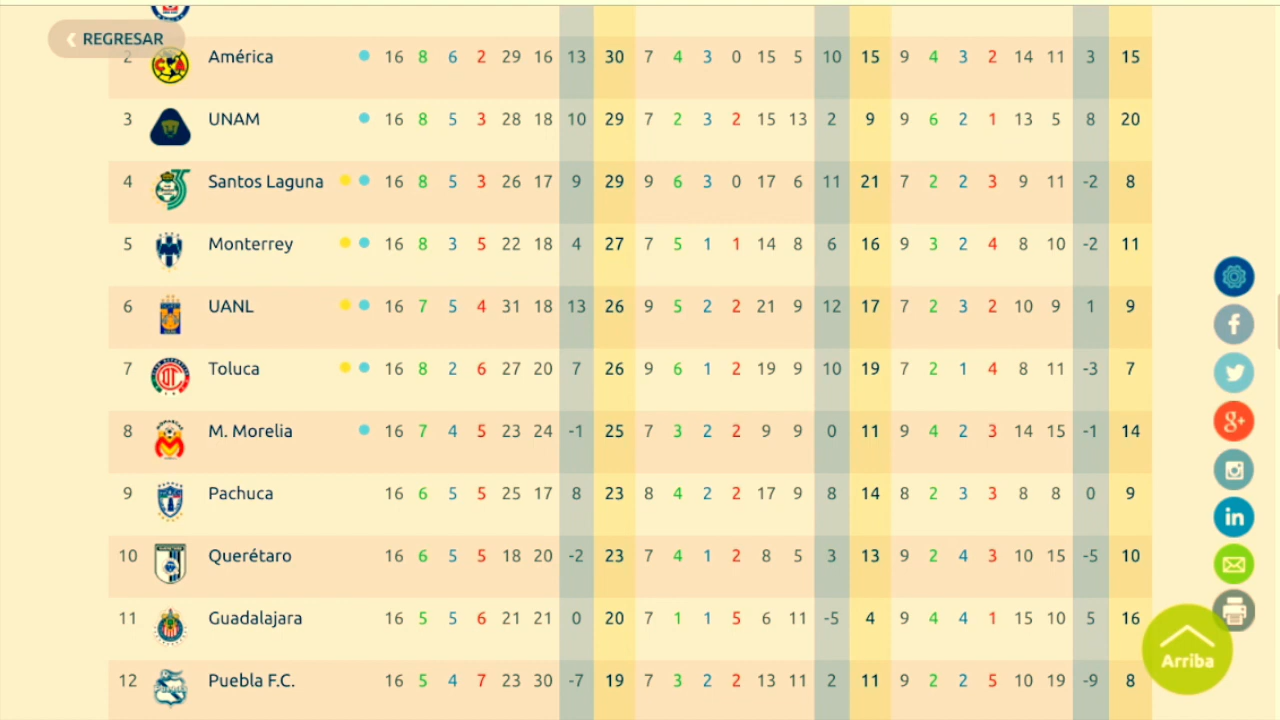 REGRESAR
2 América 16 8 6 2 29 16 13 30 7 4 3 0 15 5 10 15 9 4 3 2 14 11 3 15
3 UNAM 16 8 5 3 28 18 10 29 7 2 3 2 15 13 2 9 9 6 2 1 13 5 8 20
4 Santos Laguna 16 8 5 3 26 17 9 29 9 6 3 0 17 6 11 21 7 2 2 3 9 11 -2 8
5 Monterrey 16 8 3 5 22 18 4 27 7 5 1 1 14 8 6 16 9 3 2 4 8 10 -2 11
6 UANL 16 7 5 4 31 18 13 26 9 5 2 2 21 9 12 17 7 2 3 2 10 9 1 9
7 Toluca 16 8 2 6 27 20 7 26 9 6 1 2 19 9 10 19 7 2 1 4 8 11 -3 7
8 M. Morelia 16 7 4 5 23 24 -1 25 7 3 2 2 9 9 0 11 9 4 2 3 14 15 -1 14
9 Pachuca 16 6 5 5 25 17 8 23 8 4 2 2 17 9 8 14 8 2 3 3 8 8 0 9
10 Querétaro 16 6 5 5 18 20 -2 23 7 4 1 2 8 5 3 13 9 2 4 3 10 15 -5 10
11 Guadalajara 16 5 5 6 21 21 0 20 7 1 1 5 6 11 -5 4 9 4 4 1 15 10 5 16
12 Puebla F.C. 16 5 4 7 23 30 -7 19 7 3 2 2 13 11 2 11 9 2 2 5 10 19 -9 8
Arriba